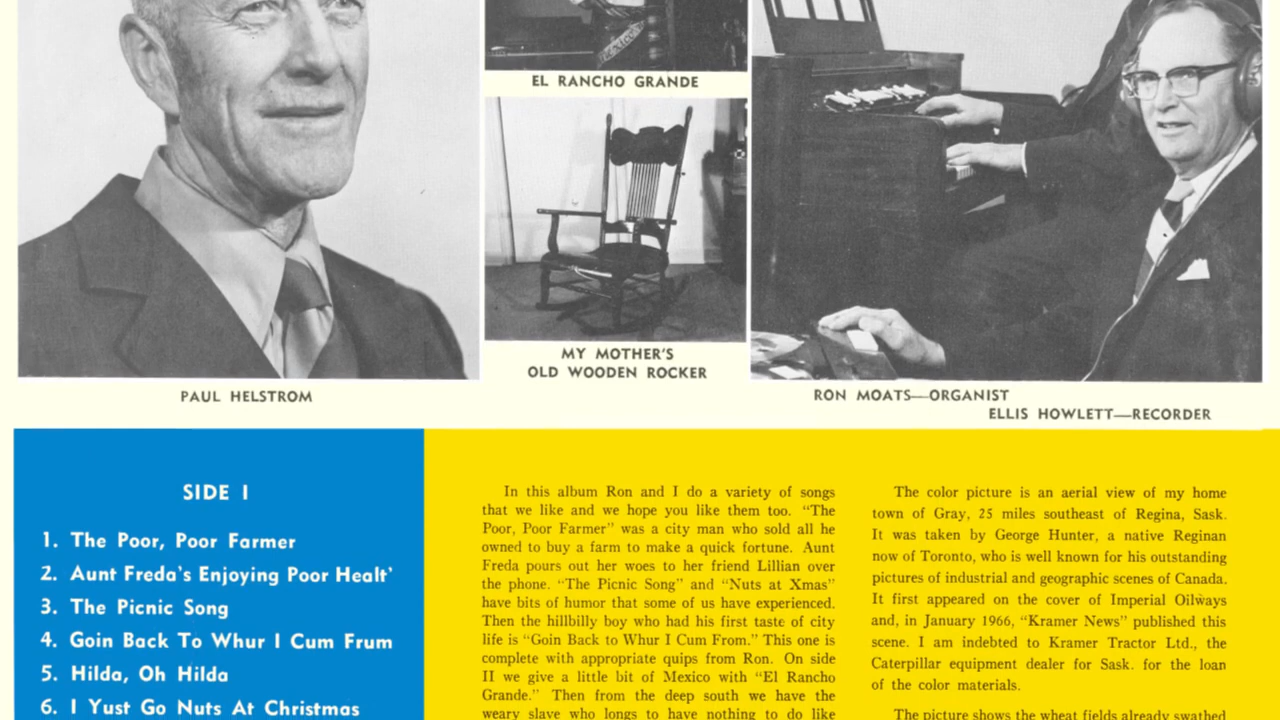 EL RANCHO GRANDE
MY MOTHER'S
OLD WOODEN ROCKER
PAUL HELSTROM
RON MOATS—ORGANIST
ELLIS HOWLETT—RECORDER
SIDE I
1. The Poor, Poor Farmer
2. Aunt Freda's Enjoying Poor Healt'
3. The Picnic Song
4. Goin Back To Whur I Cum Frum
5. Hilda, Oh Hilda
6. I Yust Go Nuts At Christmas
In this album Ron and I do a variety of songs
that we like and we hope you like them too. "The
Poor, Poor Farmer" was a city man who sold all he
owned to buy a farm to make a quick fortune. Aunt
Freda pours out her woes to her friend Lillian over
the phone. "The Picnic Song" and "Nuts at Xmas"
have bits of humor that some of us have experienced.
Then the hillbilly boy who had his first taste of city
life is "Goin Back to Whur I Cum From." This one is
complete with appropriate quips from Ron. On side
II we give a little bit of Mexico with "El Rancho
Grande." Then from the deep south we have the
weary slave who longs to have nothing to do like
The color picture is an aerial view of my home
town of Gray, 25 miles southeast of Regina, Sask.
It was taken by George Hunter, a native Reginan
now of Toronto, who is well known for his outstanding
pictures of industrial and geographic scenes of Canada.
It first appeared on the cover of Imperial Oilways
and, in January 1966, "Kramer News" published this
scene. I am indebted to Kramer Tractor Ltd., the
Caterpillar equipment dealer for Sask. for the loan
of the color materials.
The picture shows the wheat fields already swathed